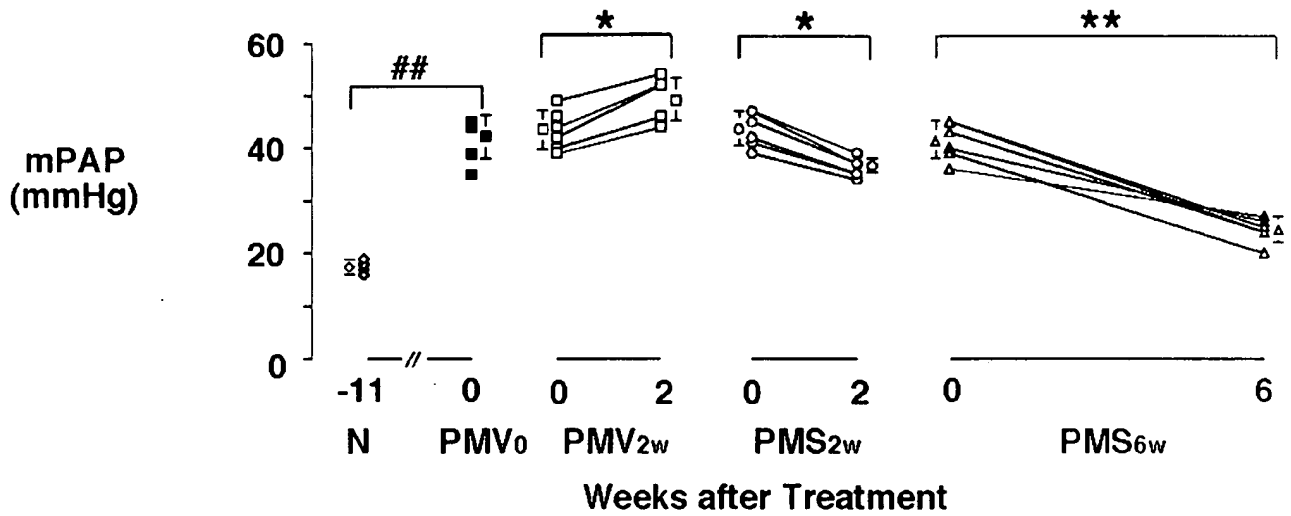 * * **
60
##
mPAP
(mmHg)
40
20
0
-11 0 0 2 0 2 0 6
N PMV0 PMV2w PMS2w PMS6w
Weeks after Treatment